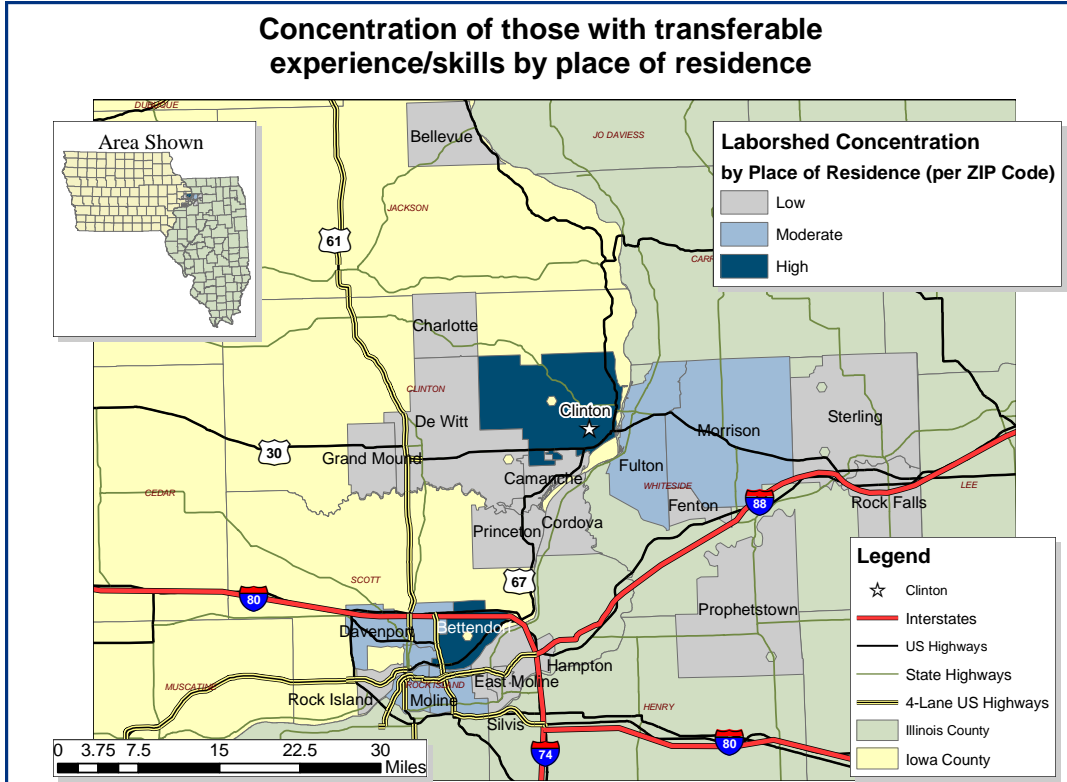 Concentration of those with transferable
experience/skills by place of residence
DUBUQUE
Bellevue
JO DAVIESS
Area Shown
Laborshed Concentration
by Place of Residence (per ZIP Code)
Low
Moderate
High
JACKSON
61
CARR
Charlotte
CLINTON
Clinton
De Witt
Sterling
Morrison
30
Grand Mound
Fulton
Camanche
WHITESIDE
CEDAR
Fenton
88
Rock Falls
LEE
Princeton
Cordova
67
SCOTT
80
Prophetstown
Davenport
Bettendorf
Hampton
East Moline
ROCK ISLAND
MUSCATINE
Rock Island
Moline
HENRY
Silvis
80
74
Legend
Clinton
Interstates
US Highways
State Highways
4-Lane US Highways
Illinois County
Iowa County
0 3.75 7.5 15 22.5 30
Miles